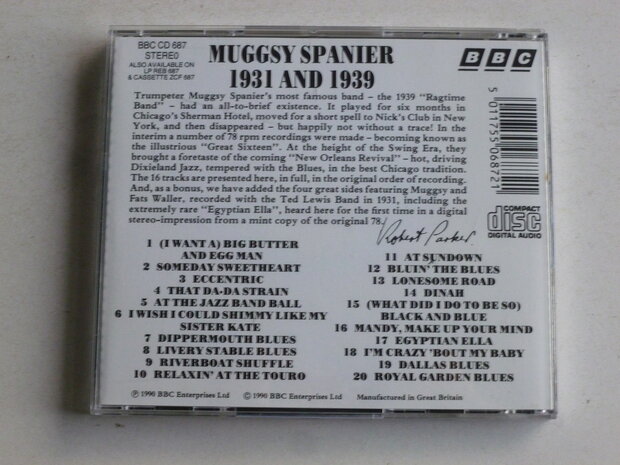 BBC CD 687
STEREO
ALSO AVAILABLE ON
LP REB 687
& CASSETTE ZCF 687
MUGGSY SPANIER
1931 AND 1939
BBC
Trumpeter Muggsy Spanier's most famous band – the 1939 "Ragtime
Band" – had an all-to-brief existence. It played for six months in
Chicago's Sherman Hotel, moved for a short spell to Nick's Club in New
York, and then disappeared – but happily not without a trace! In the
interim a number of 78 rpm recordings were made – becoming known as
the illustrious "Great Sixteen". At the height of the Swing Era, they
brought a foretaste of the coming "New Orleans Revival" – hot, driving
Dixieland Jazz, tempered with the Blues, in the best Chicago tradition.
The 16 tracks are presented here, in full, in the original order of recording.
And, as a bonus, we have added the four great sides featuring Muggsy and
Fats Waller, recorded with the Ted Lewis Band in 1931, including the
extremely rare "Egyptian Ella", heard here for the first time in a digital
stereo-impression from a mint copy of the original 78.
Robert Parker
5 011755 068721
COMPACT
disc
DIGITAL AUDIO
1 (I WANT A) BIG BUTTER
AND EGG MAN
2 SOMEDAY SWEETHEART
3 ECCENTRIC
4 THAT DA-DA STRAIN
5 AT THE JAZZ BAND BALL
6 I WISH I COULD SHIMMY LIKE MY
SISTER KATE
7 DIPPERMOUTH BLUES
8 LIVERY STABLE BLUES
9 RIVERBOAT SHUFFLE
10 RELAXIN' AT THE TOURO
11 AT SUNDOWN
12 BLUIN' THE BLUES
13 LONESOME ROAD
14 DINAH
15 (WHAT DID I DO TO BE SO)
BLACK AND BLUE
16 MANDY, MAKE UP YOUR MIND
17 EGYPTIAN ELLA
18 I'M CRAZY 'BOUT MY BABY
19 DALLAS BLUES
20 ROYAL GARDEN BLUES
℗ 1990 BBC Enterprises Ltd
© 1990 BBC Enterprises Ltd
Manufactured in Great Britain